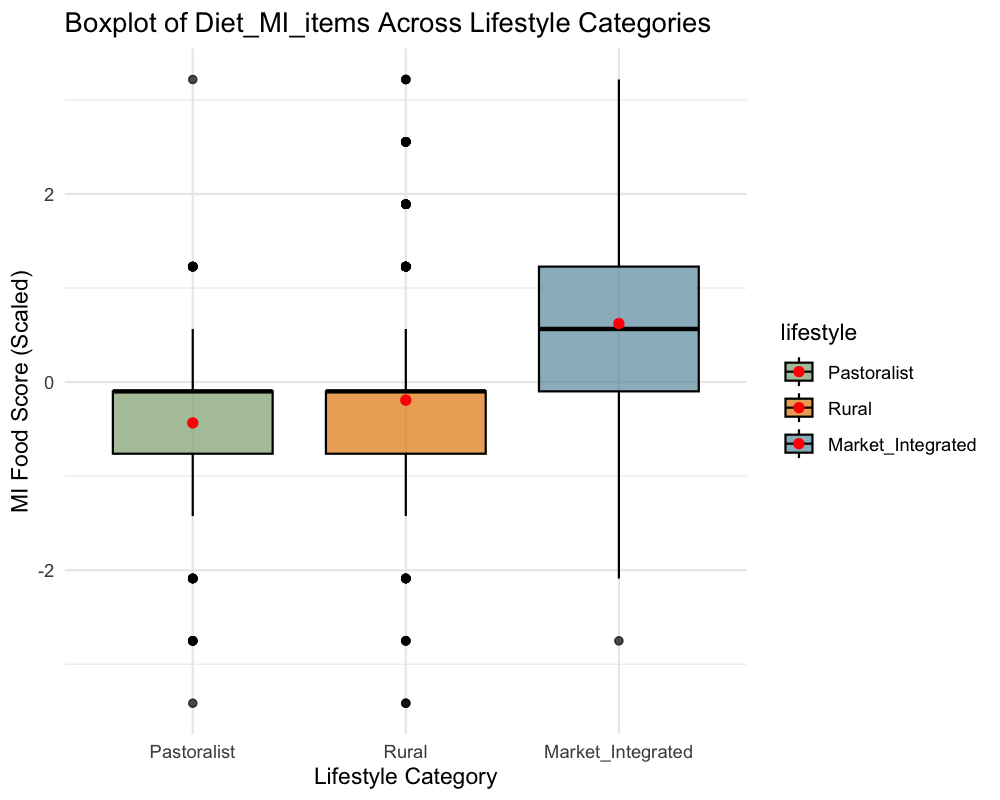 Boxplot of Diet_MI_items Across Lifestyle Categories
MI Food Score (Scaled)
2
0
-2
Pastoralist
Rural
Market_Integrated
Lifestyle Category
lifestyle
Pastoralist
Rural
Market_Integrated